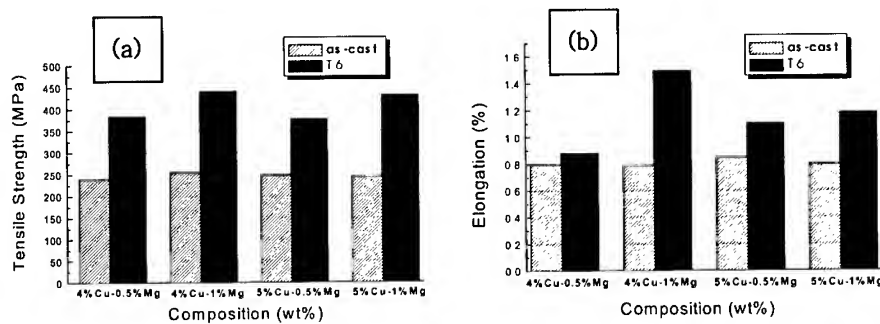 (a)
as-cast
T6
Tensile Strength (MPa)
500
450
400
350
300
250
200
150
100
50
0
4%Cu-0.5%Mg 4%Cu-1%Mg 5%Cu-0.5%Mg 5%Cu-1%Mg
Composition (wt%)
(b)
as-cast
T6
Elongation (%)
1.6
1.4
1.2
1.0
0.8
0.6
0.4
0.2
0.0
4%Cu-0.5%Mg 4%Cu-1%Mg 5%Cu-0.5%Mg 5%Cu-1%Mg
Composition (wt%)